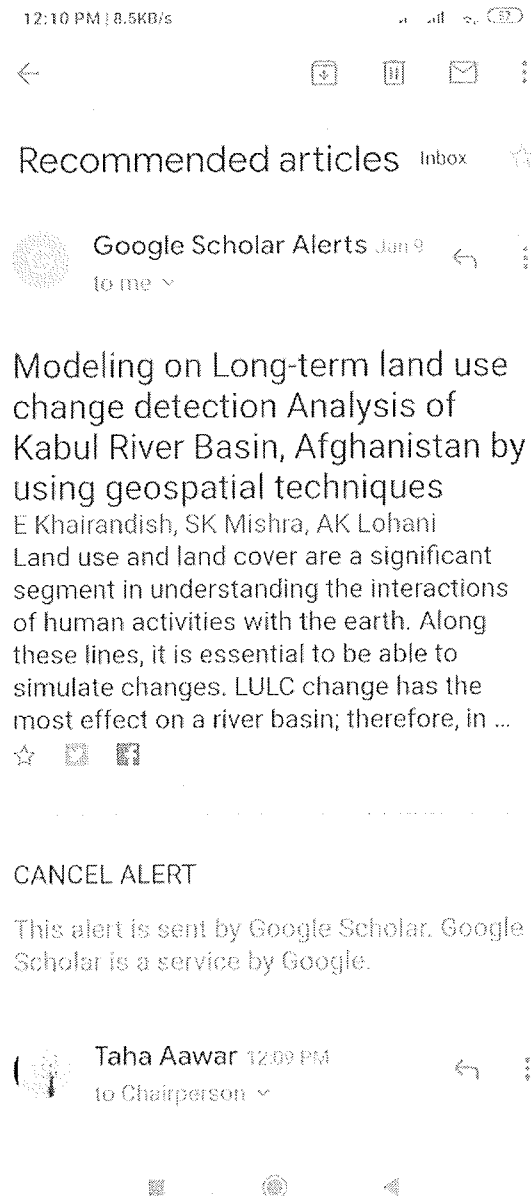 12:10 PM | 8.5KB/s
57
Recommended articles Inbox
Google Scholar Alerts Jun 9
to me
Modeling on Long-term land use
change detection Analysis of
Kabul River Basin, Afghanistan by
using geospatial techniques
E Khairandish, SK Mishra, AK Lohani
Land use and land cover are a significant
segment in understanding the interactions
of human activities with the earth. Along
these lines, it is essential to be able to
simulate changes. LULC change has the
most effect on a river basin; therefore, in ...
CANCEL ALERT
This alert is sent by Google Scholar. Google
Scholar is a service by Google.
Taha Aawar 12:09 PM
to Chairperson